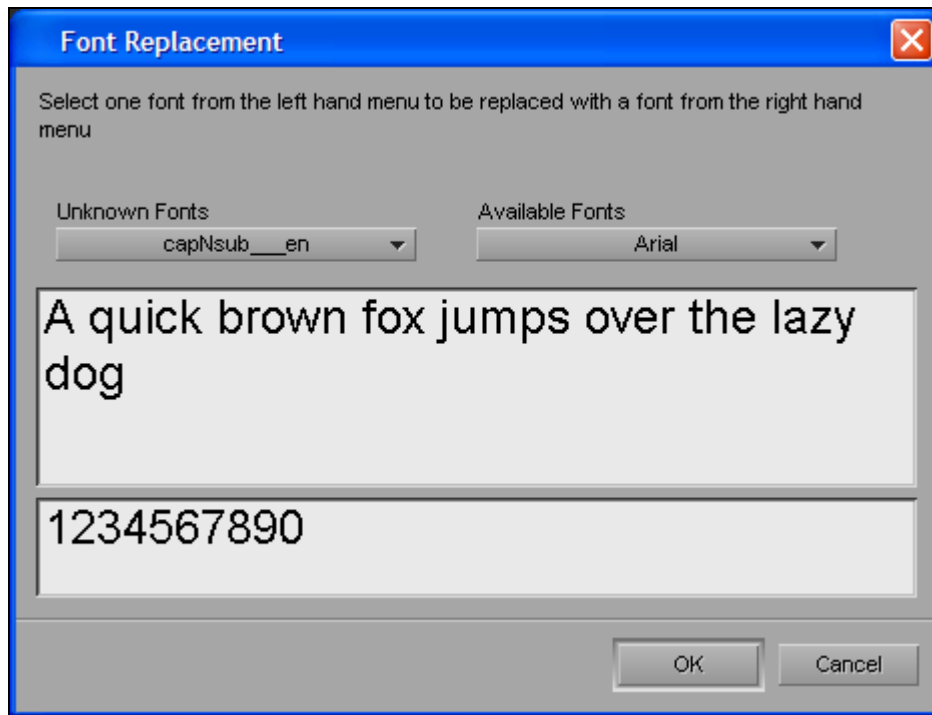 Font Replacement
Select one font from the left hand menu to be replaced with a font from the right hand
menu
Unknown Fonts
Available Fonts
capNsub___en
Arial
A quick brown fox jumps over the lazy
dog
1234567890
OK
Cancel